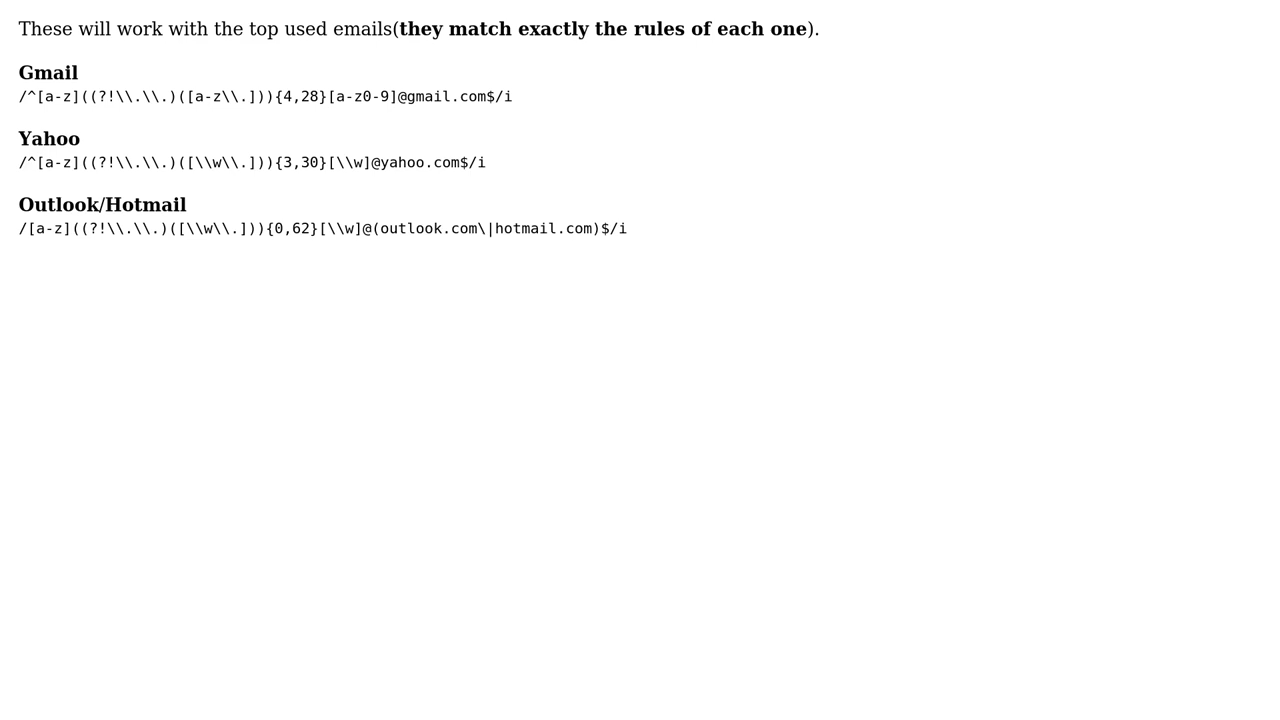 These will work with the top used emails(they match exactly the rules of each one).
Gmail
/^[a-z]((?!\\.\\.)([a-z\\.])){4,28}[a-z0-9]@gmail.com$/i
Yahoo
/^[a-z]((?!\\.\\.)([\\w\\.])){3,30}[\\w]@yahoo.com$/i
Outlook/Hotmail
/[a-z]((?!\\.\\.)([\\w\\.])){0,62}[\\w]@(outlook.com\|hotmail.com)$/i